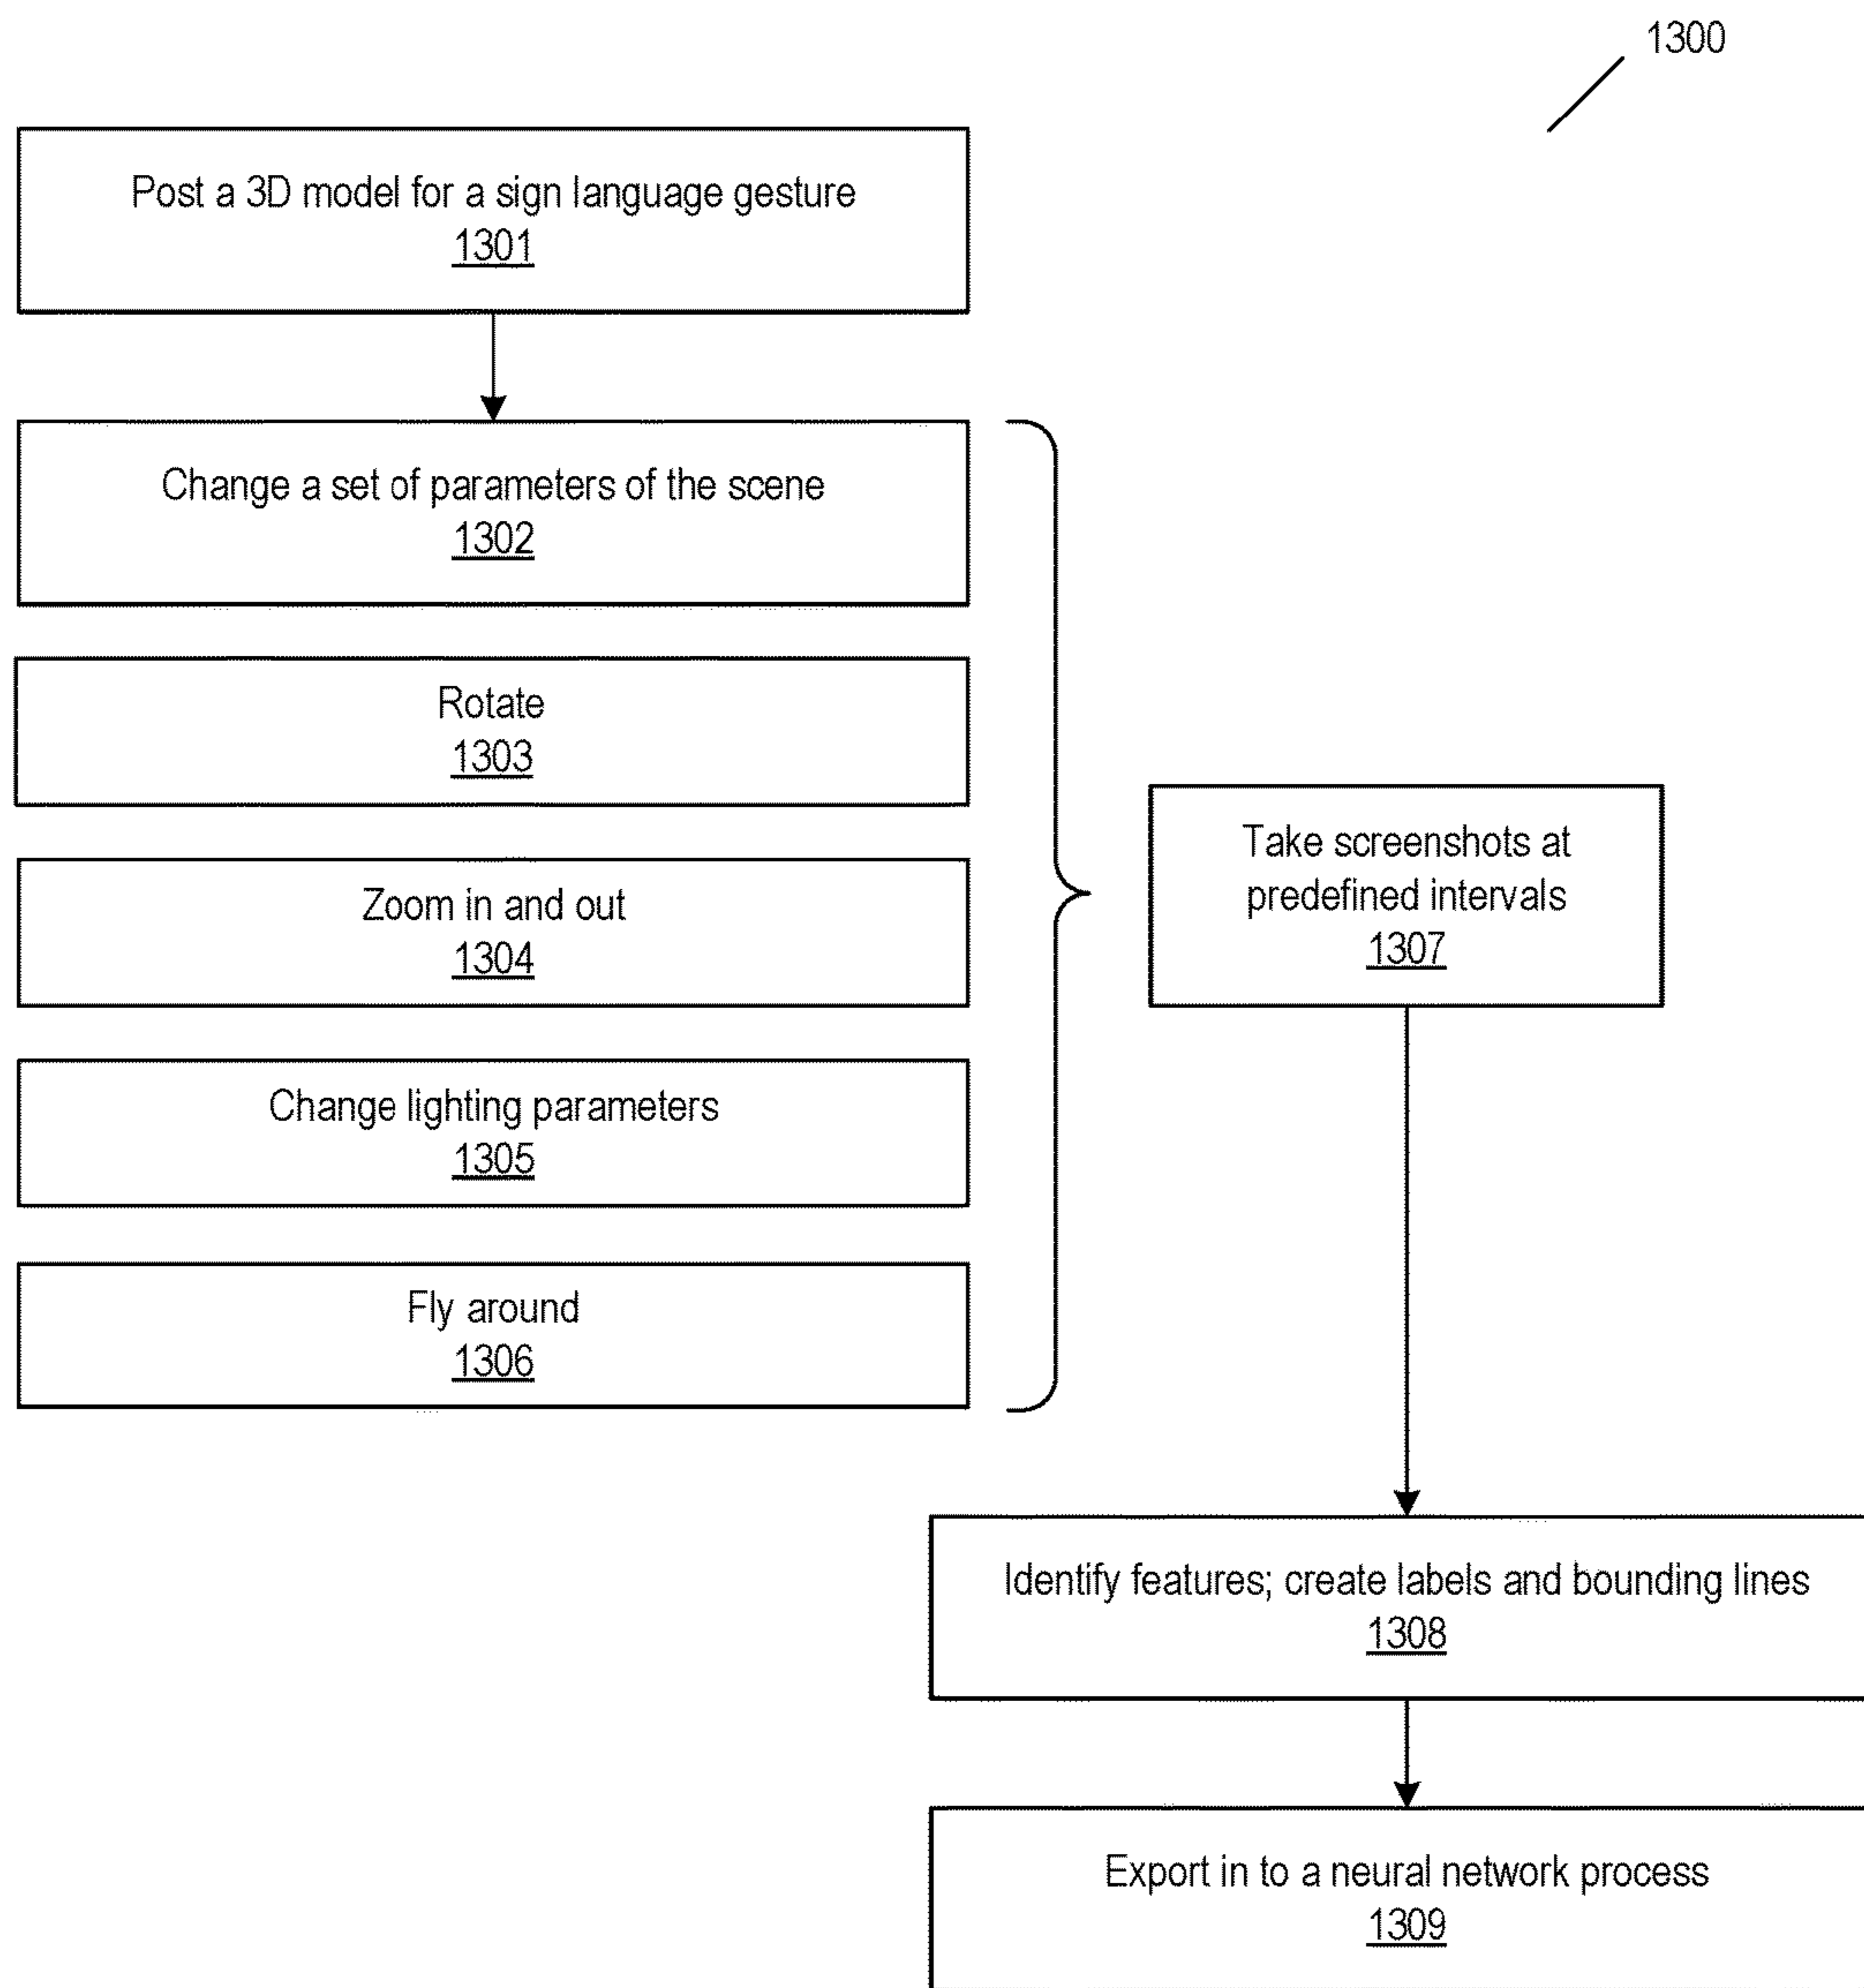 1300
Post a 3D model for a sign language gesture
1301
Change a set of parameters of the scene
1302
Rotate
1303
Zoom in and out
1304
Change lighting parameters
1305
Fly around
1306
Take screenshots at
predefined intervals
1307
Identify features; create labels and bounding lines
1308
Export in to a neural network process
1309